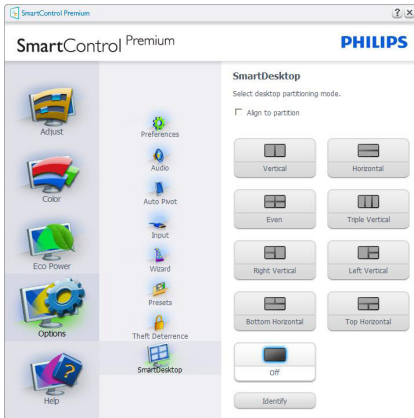 SmartControl Premium
SmartControl Premium
PHILIPS
Adjust
Color
Eco Power
Options
Help
Preferences
Audio
Auto Pivot
Input
Wizard
Presets
Theft Deterrence
SmartDesktop
SmartDesktop
Select desktop partitioning mode.
Align to partition
Vertical
Horizontal
Even
Triple Vertical
Right Vertical
Left Vertical
Bottom Horizontal
Top Horizontal
Off
Identify